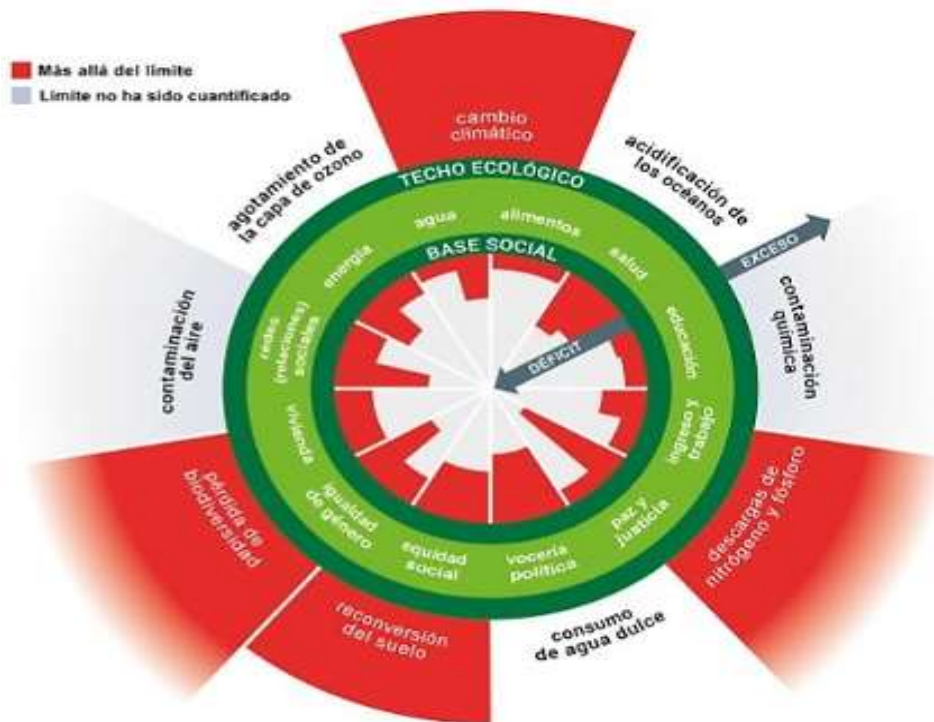 Más allá del límite
Límite no ha sido cuantificado
cambio
climático
agotamiento de
la capa de ozono
acidificación de
los océanos
TECHO ECOLÓGICO
agua
alimentos
energía
salud
BASE SOCIAL
EXCESO
contaminación
del aire
redes
(relaciones)
sociales
DÉFICIT
educación
contaminación
química
vivienda
ingreso y
trabajo
pérdida de
biodiversidad
igualdad
de género
equidad
social
vocería
política
paz y
justicia
descargas de
nitrógeno y fósforo
reconversión
del suelo
consumo
de agua dulce